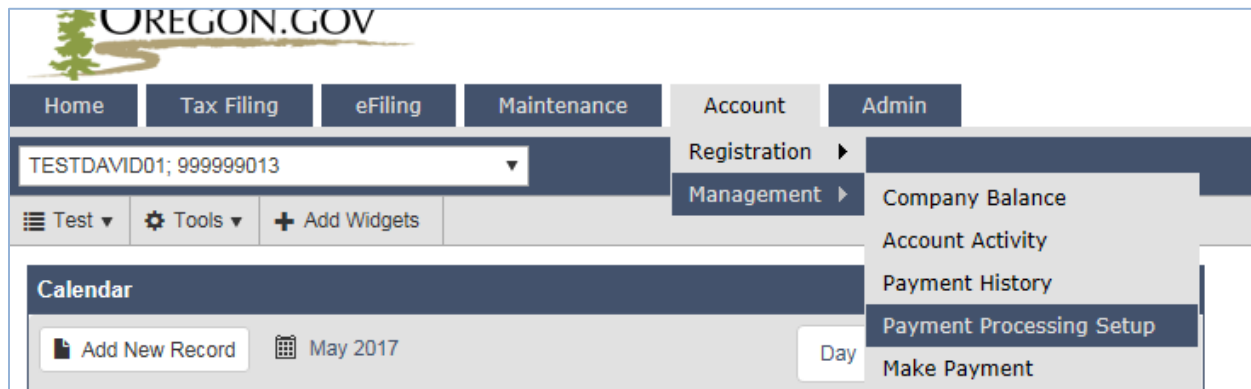 OREGON.GOV
Home Tax Filing eFiling Maintenance Account Admin
TESTDAVID01; 999999013
Registration
Management
Company Balance
Account Activity
Payment History
Payment Processing Setup
Make Payment
Test Tools Add Widgets
Calendar
Add New Record May 2017 Day